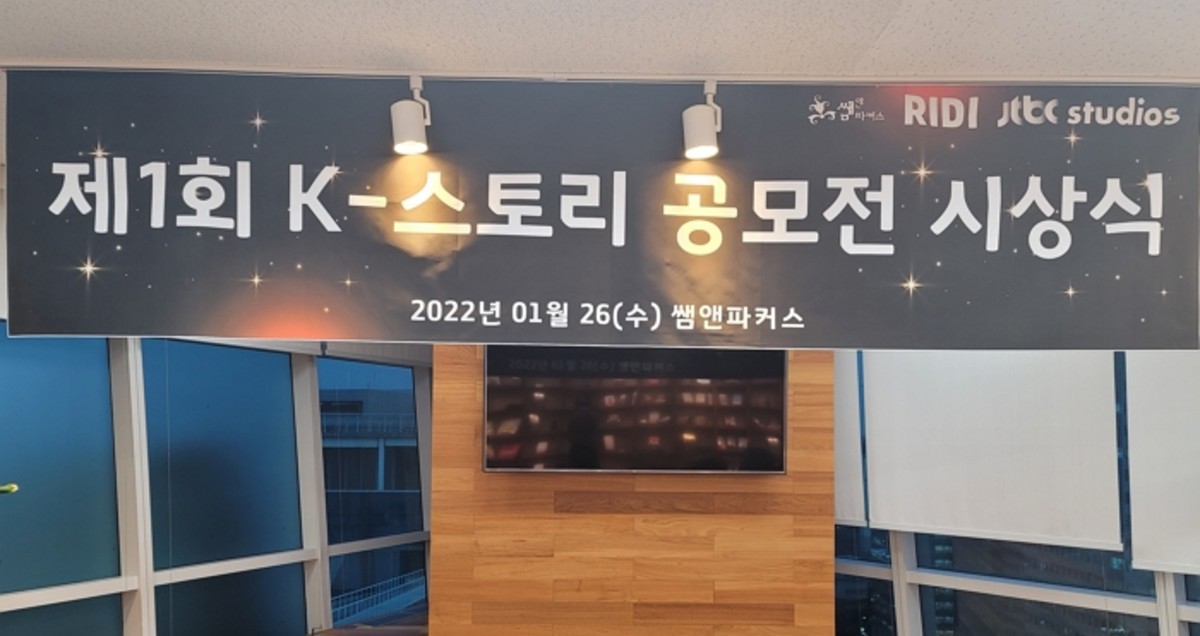 쌤앤파커스 RIDI jtbc studios
제1회 K-스토리 공모전 시상식
2022년 01월 26(수) 쌤앤파커스